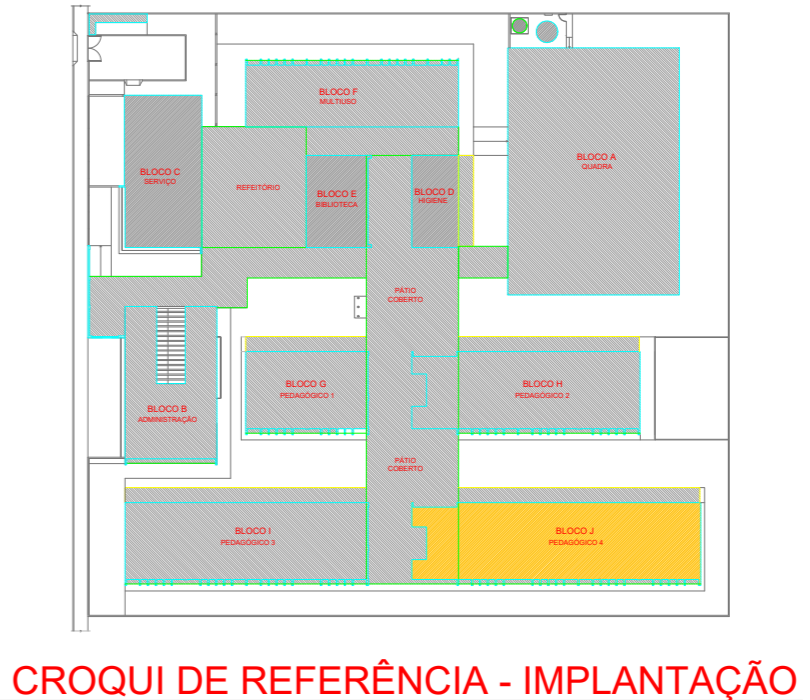 BLOCO F
MULTIUSO
BLOCO A
QUADRA
BLOCO C
SERVIÇO
REFEITÓRIO
BLOCO E
BIBLIOTECA
BLOCO D
HIGIENE
PÁTIO
COBERTO
BLOCO G
PEDAGÓGICO 1
BLOCO H
PEDAGÓGICO 2
BLOCO B
ADMINISTRAÇÃO
PÁTIO
COBERTO
BLOCO I
PEDAGÓGICO 3
BLOCO J
PEDAGÓGICO 4
CROQUI DE REFERÊNCIA - IMPLANTAÇÃO